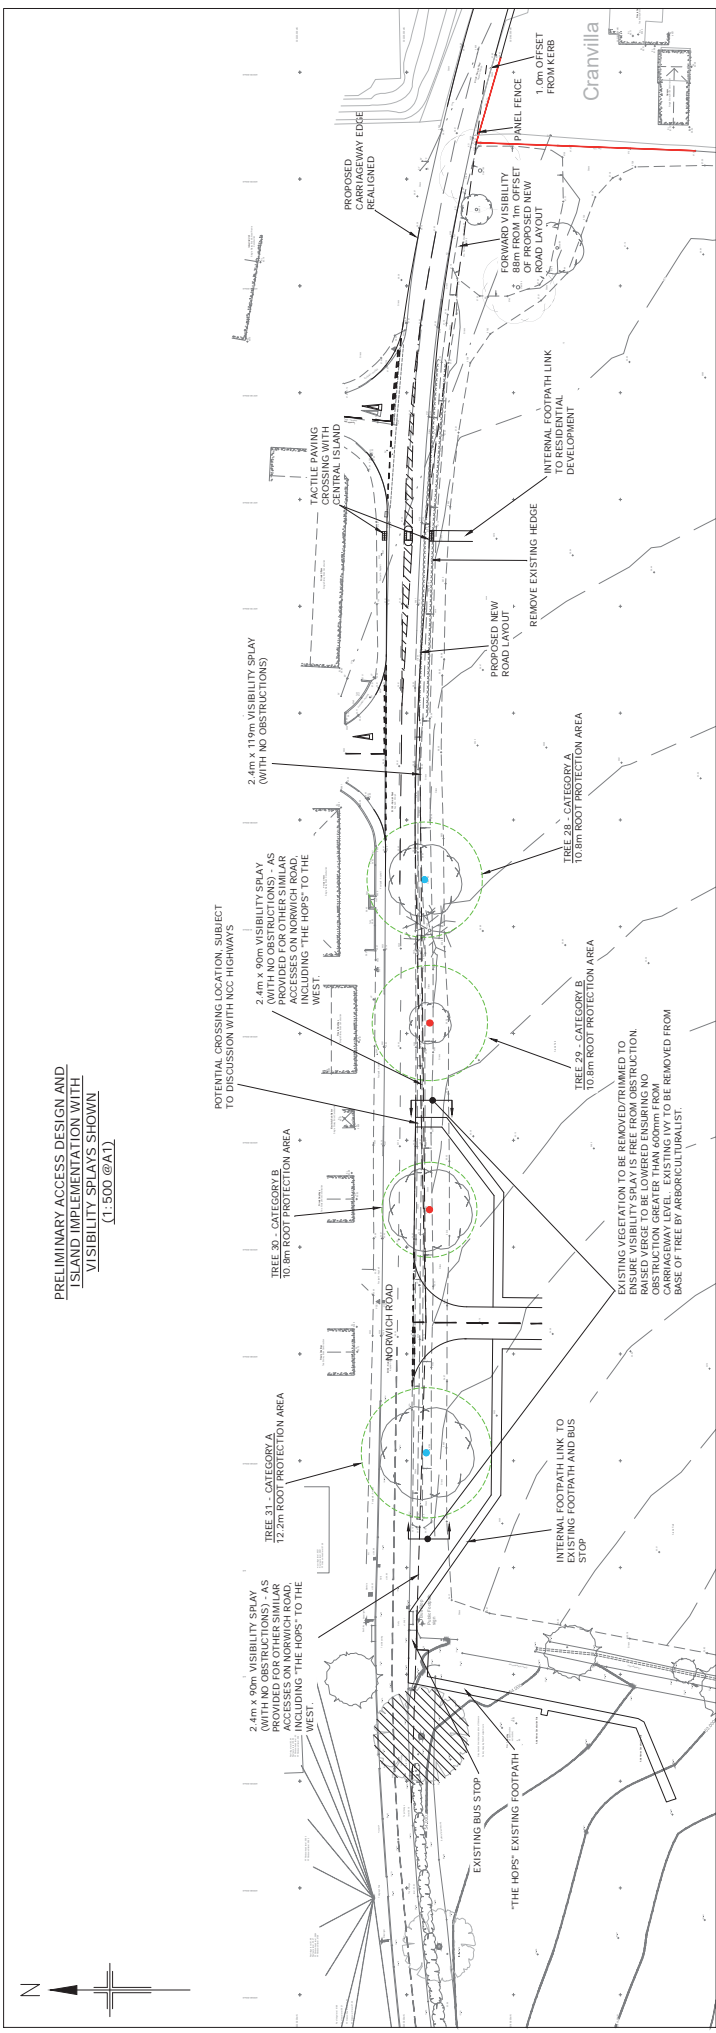 PRELIMINARY ACCESS DESIGN AND
ISLAND IMPLEMENTATION WITH
VISIBILITY SPLAYS SHOWN
(1:500 @A1)
N
2.4m x 90m VISIBILITY SPLAY
(WITH NO OBSTRUCTIONS) - AS
PROVIDED FOR OTHER SIMILAR
ACCESSES ON NORWICH ROAD,
INCLUDING "THE HOPS" TO THE
WEST.
TREE 31 - CATEGORY A
12.2m ROOT PROTECTION AREA
TREE 30 - CATEGORY B
10.8m ROOT PROTECTION AREA
POTENTIAL CROSSING LOCATION, SUBJECT
TO DISCUSSION WITH NCC HIGHWAYS
2.4m x 90m VISIBILITY SPLAY
(WITH NO OBSTRUCTIONS) - AS
PROVIDED FOR OTHER SIMILAR
ACCESSES ON NORWICH ROAD,
INCLUDING "THE HOPS" TO THE
WEST.
2.4m x 119m VISIBILITY SPLAY
(WITH NO OBSTRUCTIONS)
TACTILE PAVING
CROSSING WITH
CENTRAL ISLAND
PROPOSED
CARRIAGEWAY EDGE
REALIGNED
NORWICH ROAD
EXISTING BUS STOP
"THE HOPS" EXISTING FOOTPATH
INTERNAL FOOTPATH LINK TO
EXISTING FOOTPATH AND BUS
STOP
EXISTING VEGETATION TO BE REMOVED/TRIMMED TO
ENSURE VISIBILITY SPLAY IS FREE FROM OBSTRUCTION.
RAISED VERGE TO BE LOWERED ENSURING NO
OBSTRUCTION GREATER THAN 600mm FROM
CARRIAGEWAY LEVEL. EXISTING IVY TO BE REMOVED FROM
BASE OF TREE BY ARBORICULTURALIST.
TREE 29 - CATEGORY B
10.8m ROOT PROTECTION AREA
TREE 28 - CATEGORY A
10.8m ROOT PROTECTION AREA
PROPOSED NEW
ROAD LAYOUT
REMOVE EXISTING HEDGE
INTERNAL FOOTPATH LINK
TO RESIDENTIAL
DEVELOPMENT
FORWARD VISIBILITY
88m FROM 1m OFFSET
OF PROPOSED NEW
ROAD LAYOUT
PANEL FENCE
1.0m OFFSET
FROM KERB
Cranvilla